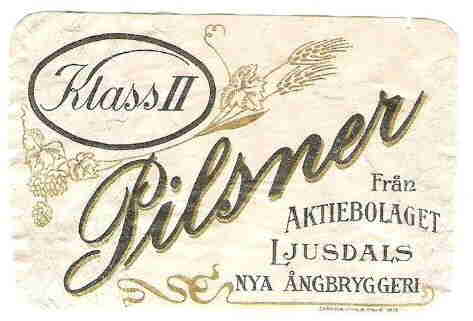 Klass II
Pilsner
Från
AKTIEBOLAGET
LJUSDALS
NYA ÅNGBRYGGERI